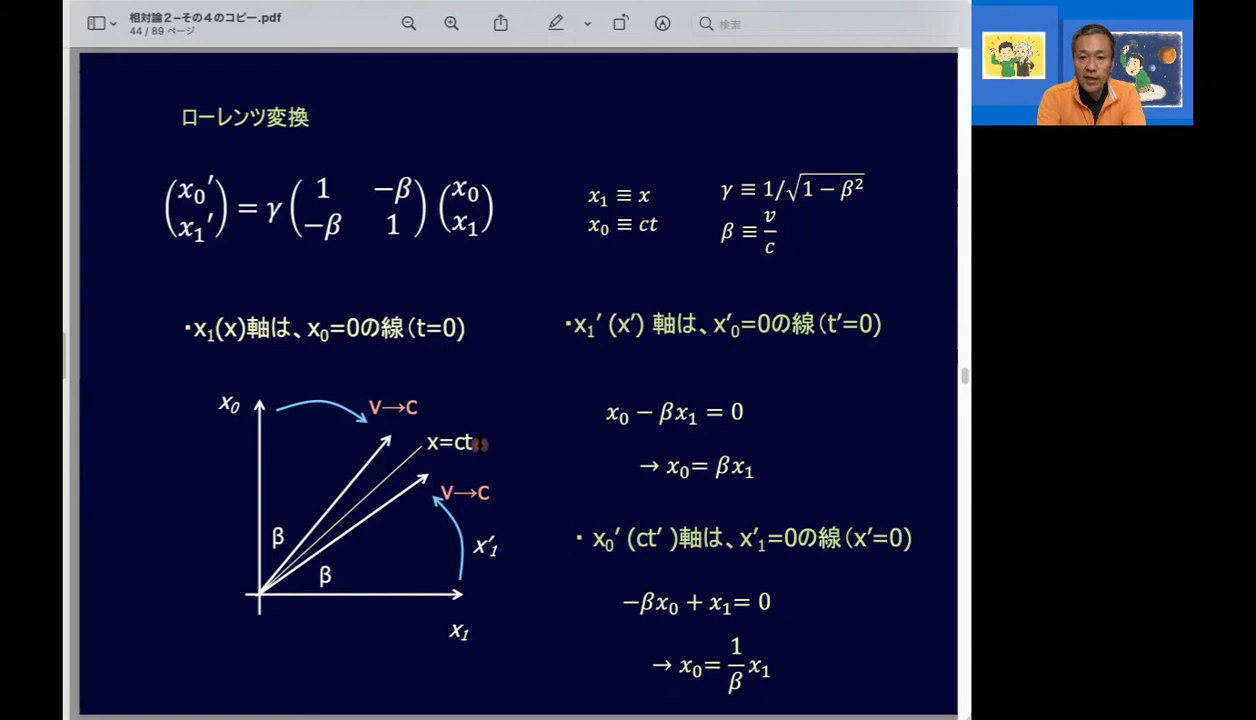 相対論２−その４のコピー.pdf
44 / 89 ページ
検索
ローレンツ変換
(x₀′ x₁′) = γ (1 −β −β 1) (x₀ x₁)
x₁ ≡ x
x₀ ≡ ct
γ ≡ 1/√(1 − β²)
β ≡ v/c
・x₁(x)軸は、x₀=0の線（t=0）
・x₁′ (x′) 軸は、x′₀=0の線（t′=0）
x₀ − βx₁ = 0
→ x₀= βx₁
x₀
v→c
x=ct
v→c
β
β
x′₁
x₁
・ x₀′ (ct′ )軸は、x′₁=0の線（x′=0）
−βx₀ + x₁= 0
→ x₀= 1/β x₁